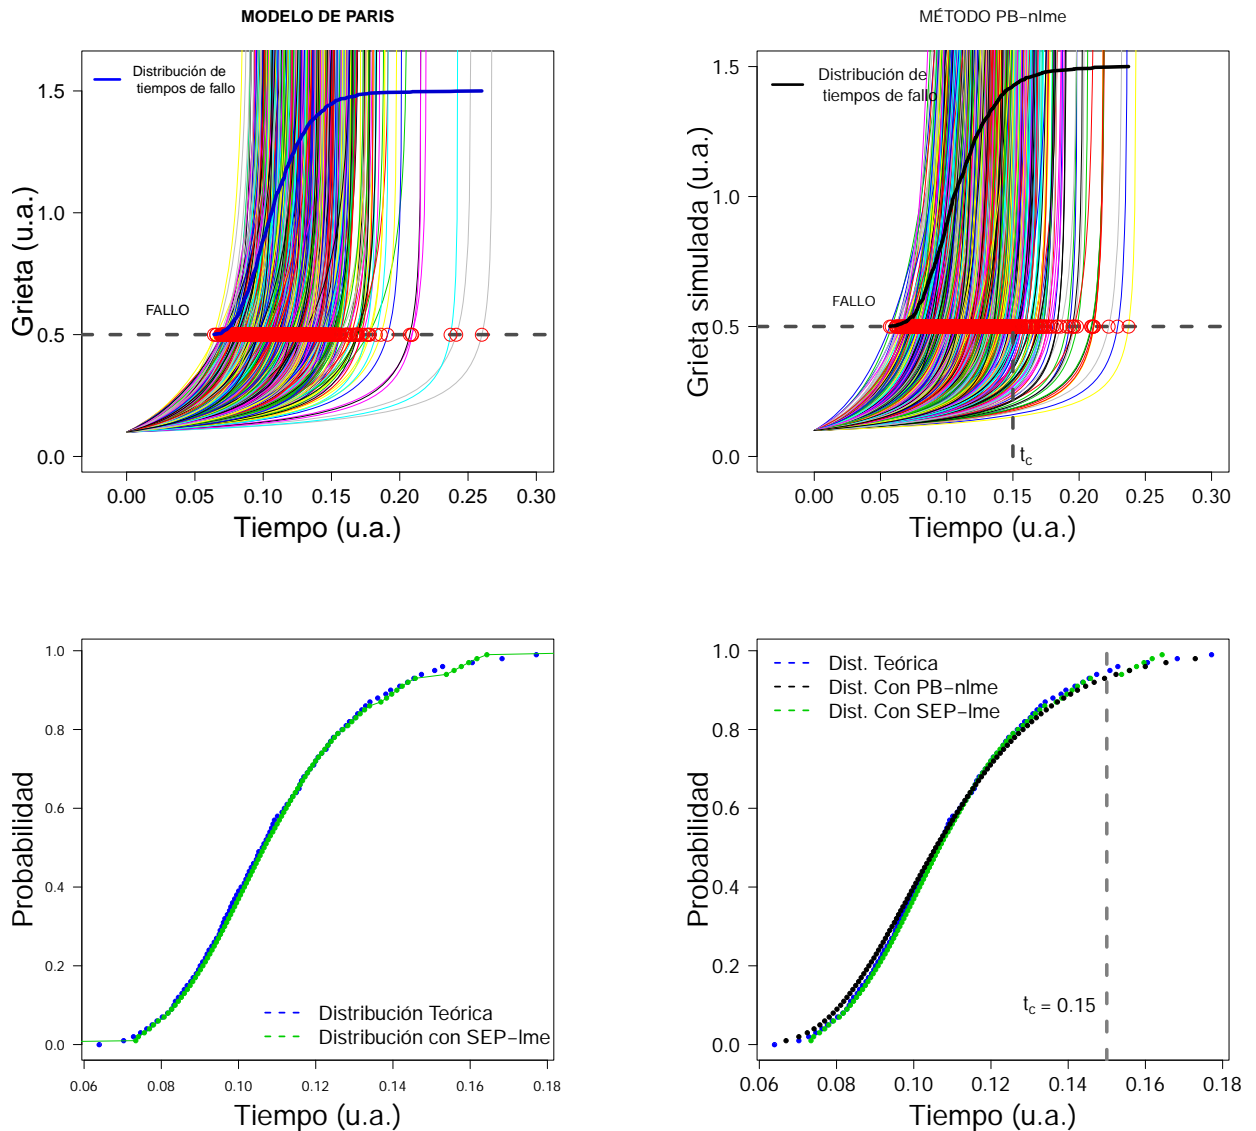 MODELO DE PARIS
Distribución de
tiempos de fallo
Grieta (u.a.)
1.5
1.0
0.5
0.0
FALLO
0.00 0.05 0.10 0.15 0.20 0.25 0.30
Tiempo (u.a.)
MÉTODO PB−nlme
Distribución de
tiempos de fallo
Grieta simulada (u.a.)
1.5
1.0
0.5
0.0
FALLO
tc
0.00 0.05 0.10 0.15 0.20 0.25 0.30
Tiempo (u.a.)
Probabilidad
1.0
0.8
0.6
0.4
0.2
0.0
Distribución Teórica
Distribución con SEP−lme
0.06 0.08 0.10 0.12 0.14 0.16 0.18
Tiempo (u.a.)
Dist. Teórica
Dist. Con PB−nlme
Dist. Con SEP−lme
Probabilidad
1.0
0.8
0.6
0.4
0.2
0.0
tc = 0.15
0.06 0.08 0.10 0.12 0.14 0.16 0.18
Tiempo (u.a.)